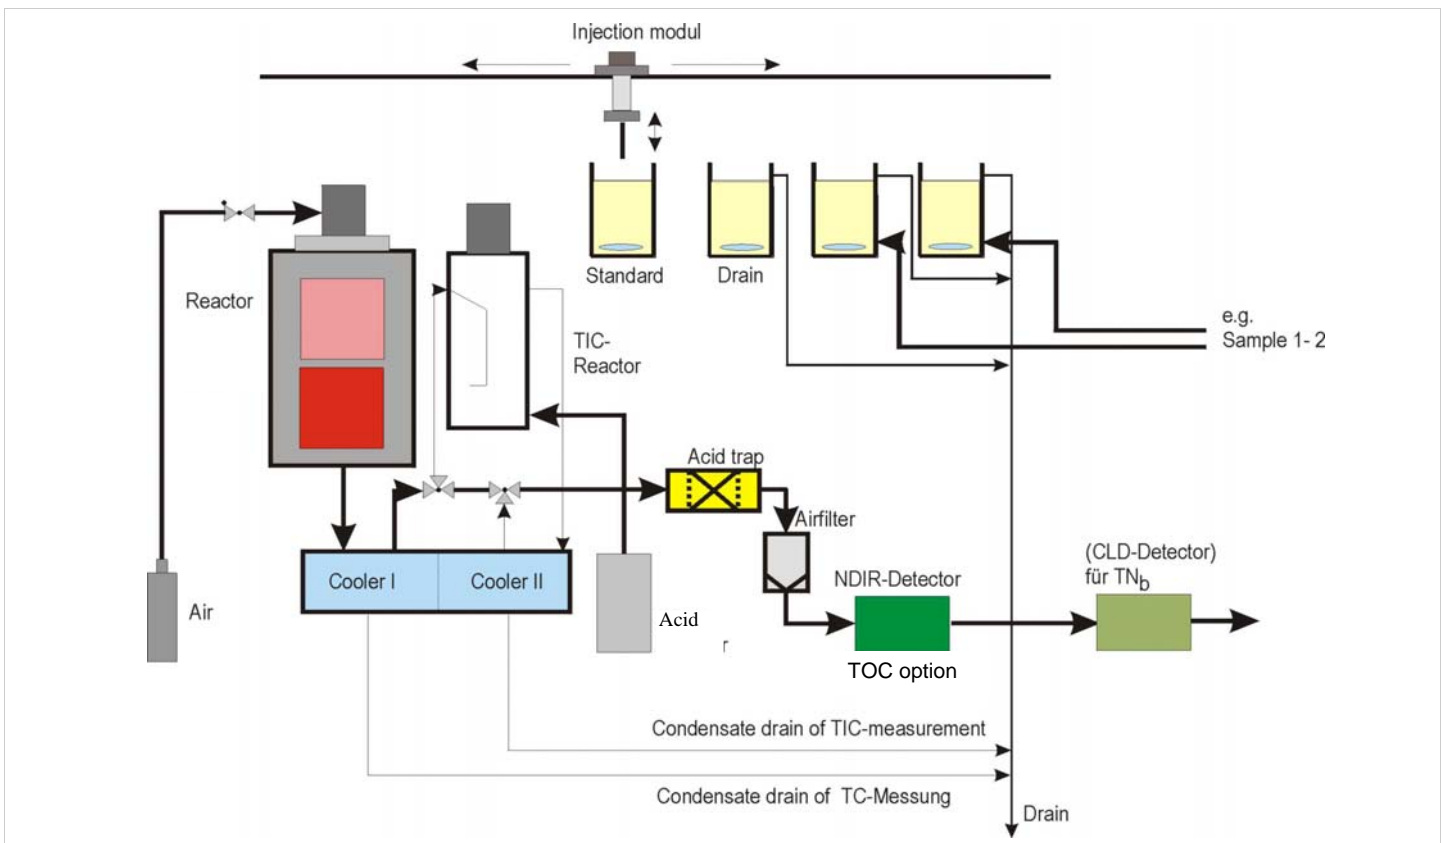 Injection modul
Standard
Drain
Reactor
TIC-
Reactor
e.g.
Sample 1- 2
Acid trap
Airfilter
(CLD-Detector)
für TNb
NDIR-Detector
Cooler I
Cooler II
Air
Acid
r
TOC option
Condensate drain of TIC-measurement
Condensate drain of TC-Messung
Drain